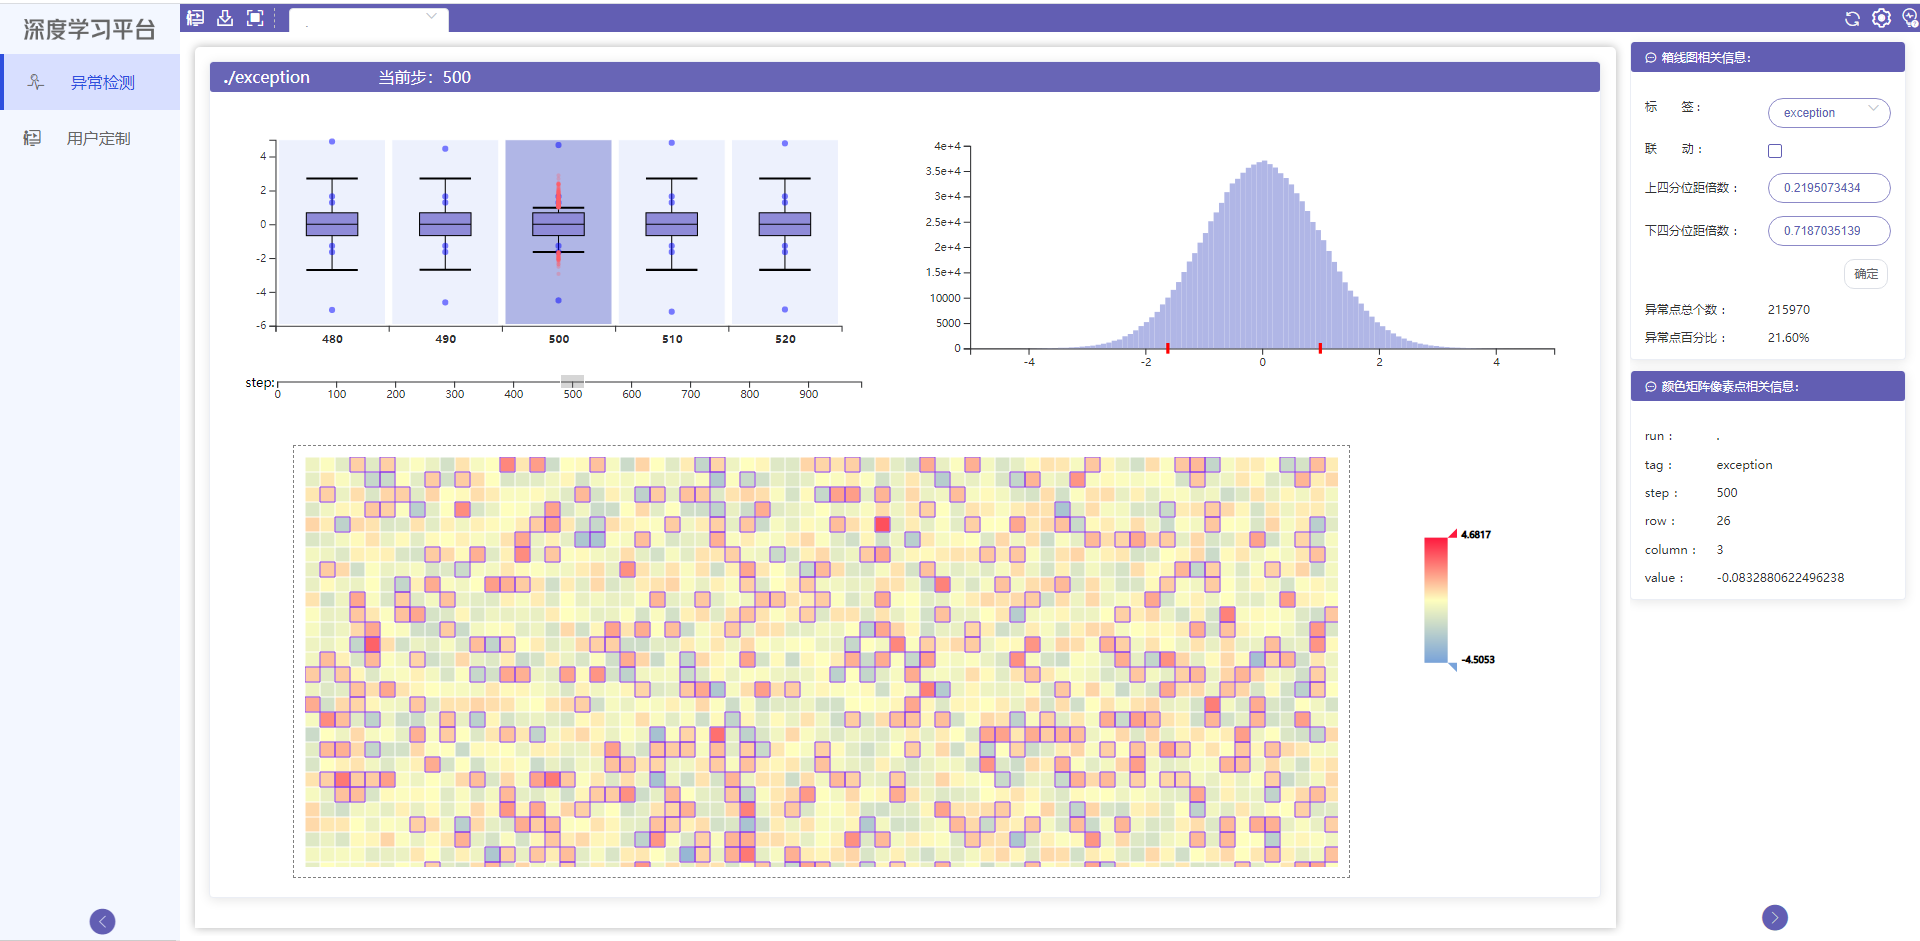 深度学习平台
异常检测
用户定制
.
./exception 当前步：500
4
2
0
-2
-4
-6
480 490 500 510 520
step:
0 100 200 300 400 500 600 700 800 900
4e+4
3.5e+4
3e+4
2.5e+4
2e+4
1.5e+4
10000
5000
0
-4 -2 0 2 4
4.6817
-4.5053
箱线图相关信息：
标 签： exception
联 动：
上四分位距倍数： 0.2195073434
下四分位距倍数： 0.7187035139
确定
异常点总个数： 215970
异常点百分比： 21.60%
颜色矩阵像素点相关信息：
run： .
tag： exception
step： 500
row： 26
column： 3
value： -0.0832880622496238